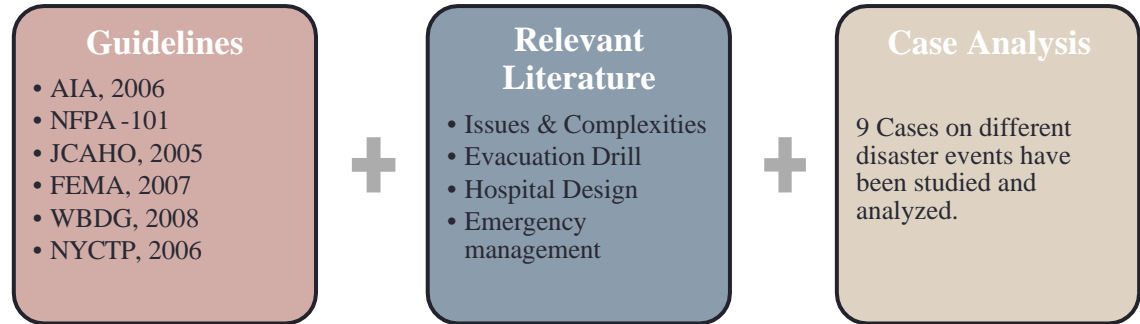 Guidelines
• AIA, 2006
• NFPA -101
• JCAHO, 2005
• FEMA, 2007
• WBDG, 2008
• NYCTP, 2006
Relevant
Literature
• Issues & Complexities
• Evacuation Drill
• Hospital Design
• Emergency
management
Case Analysis
9 Cases on different
disaster events have
been studied and
analyzed.